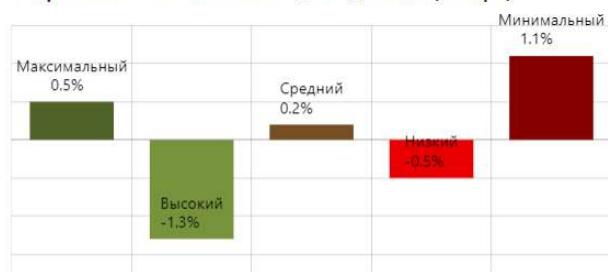 Максимальный
0.5%
Высокий
-1.3%
Средний
0.2%
Низкий
-0.5%
Минимальный
1.1%